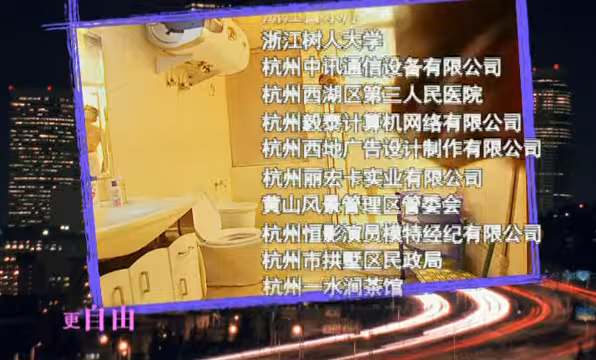 浙江树人大学
杭州中讯通信设备有限公司
杭州西湖区第三人民医院
杭州毅泰计算机网络有限公司
杭州西地广告设计制作有限公司
杭州丽宏卡实业有限公司
黄山风景管理区管委会
杭州恒影演员模特经纪有限公司
杭州市拱墅区民政局
杭州一水涧茶馆
更自由